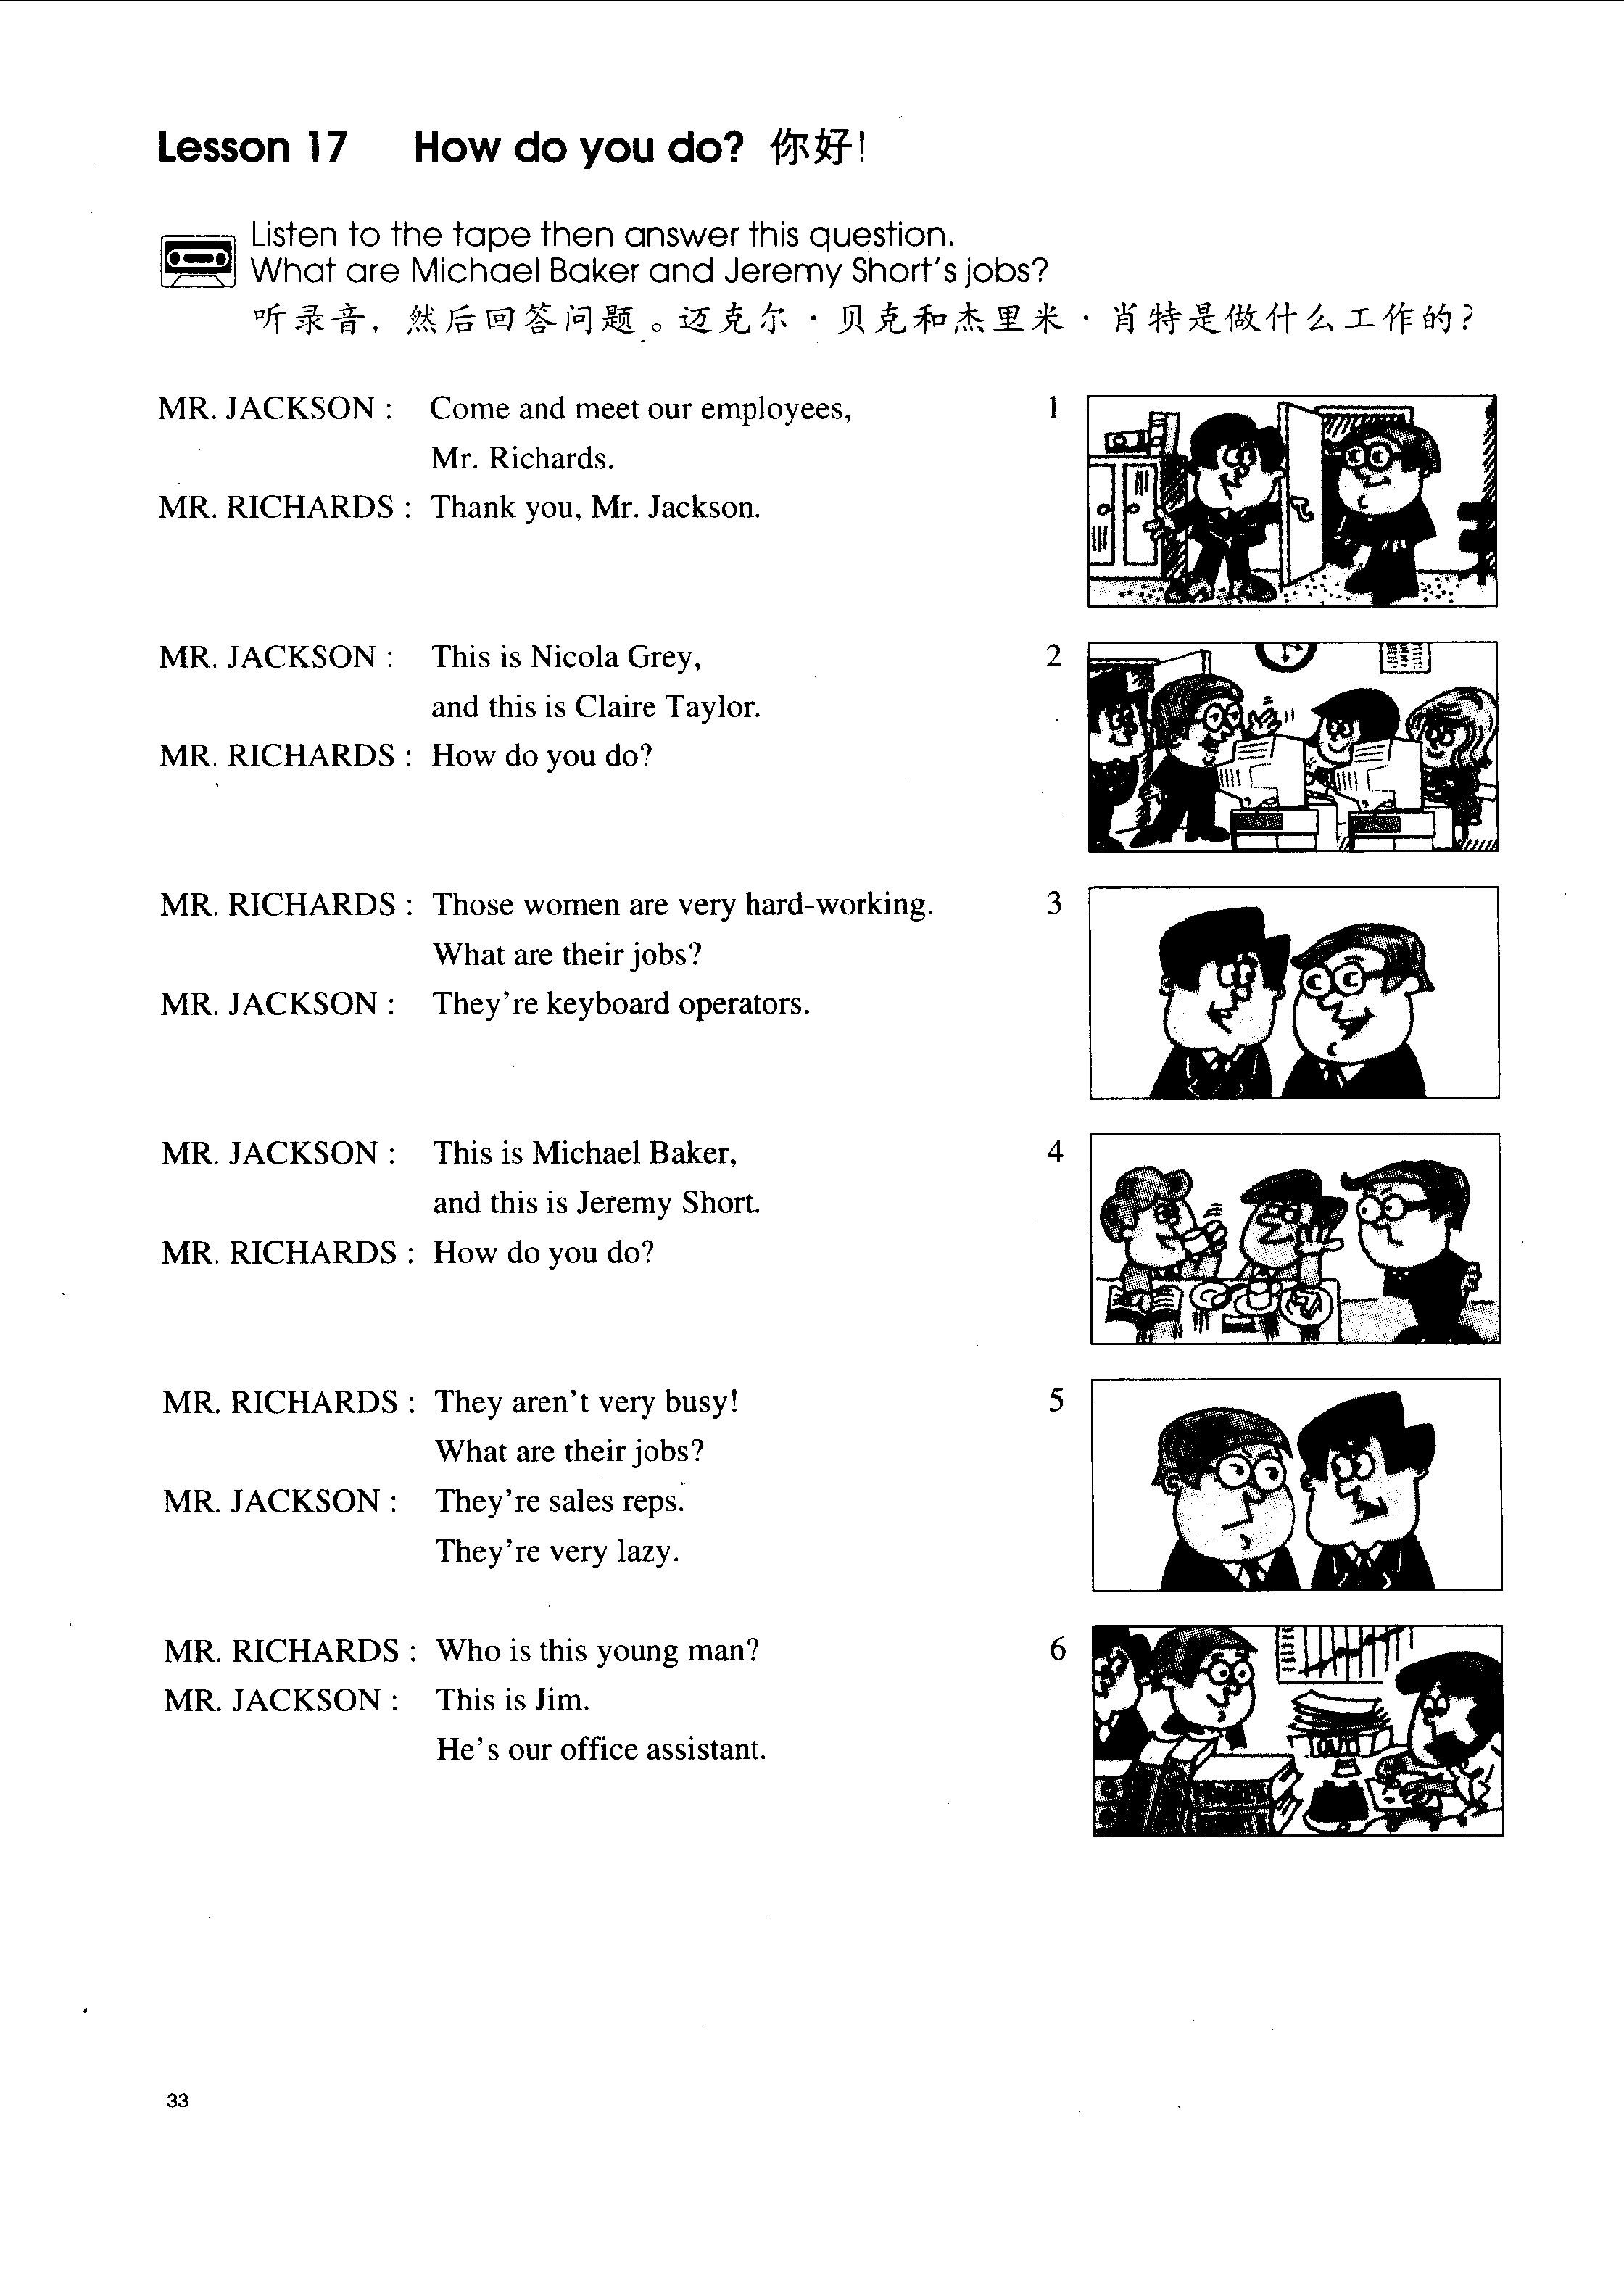 Lesson 17 How do you do? 你好!
Listen to the tape then answer this question.
What are Michael Baker and Jeremy Short's jobs?
听录音，然后回答问题。迈克尔·贝克和杰里米·肖特是做什么工作的?
MR. JACKSON : Come and meet our employees, 1
Mr. Richards.
MR. RICHARDS : Thank you, Mr. Jackson.
MR. JACKSON : This is Nicola Grey, 2
and this is Claire Taylor.
MR. RICHARDS : How do you do?
MR. RICHARDS : Those women are very hard-working. 3
What are their jobs?
MR. JACKSON : They're keyboard operators.
MR. JACKSON : This is Michael Baker, 4
and this is Jeremy Short.
MR. RICHARDS : How do you do?
MR. RICHARDS : They aren't very busy! 5
What are their jobs?
MR. JACKSON : They're sales reps.
They're very lazy.
MR. RICHARDS : Who is this young man? 6
MR. JACKSON : This is Jim.
He's our office assistant.
OUT
33